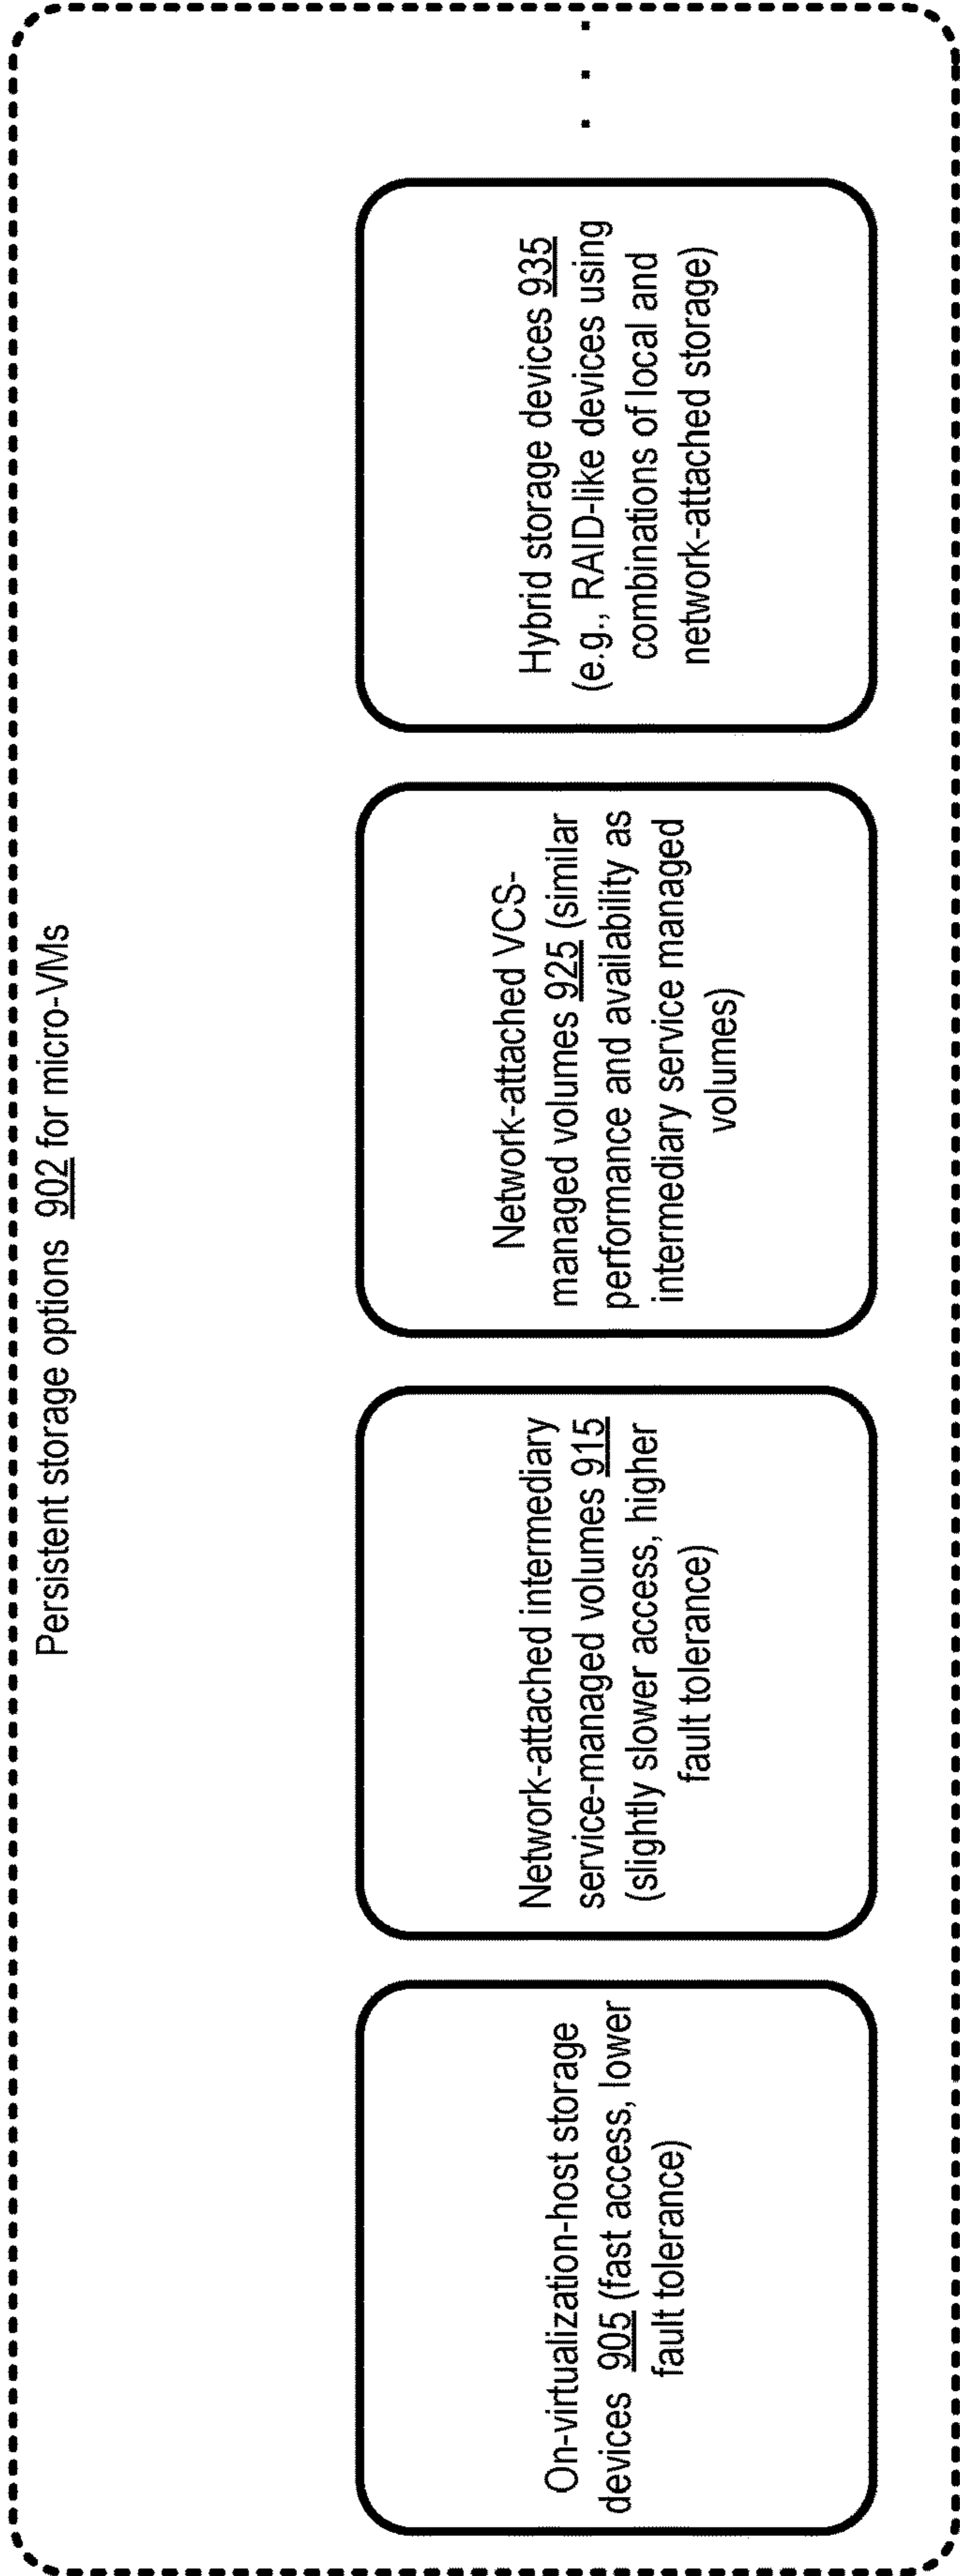 Persistent storage options 902 for micro-VMs
On-virtualization-host storage
devices 905 (fast access, lower
fault tolerance)
Network-attached intermediary
service-managed volumes 915
(slightly slower access, higher
fault tolerance)
Network-attached VCS-
managed volumes 925 (similar
performance and availability as
intermediary service managed
volumes)
Hybrid storage devices 935
(e.g., RAID-like devices using
combinations of local and
network-attached storage)
. . .